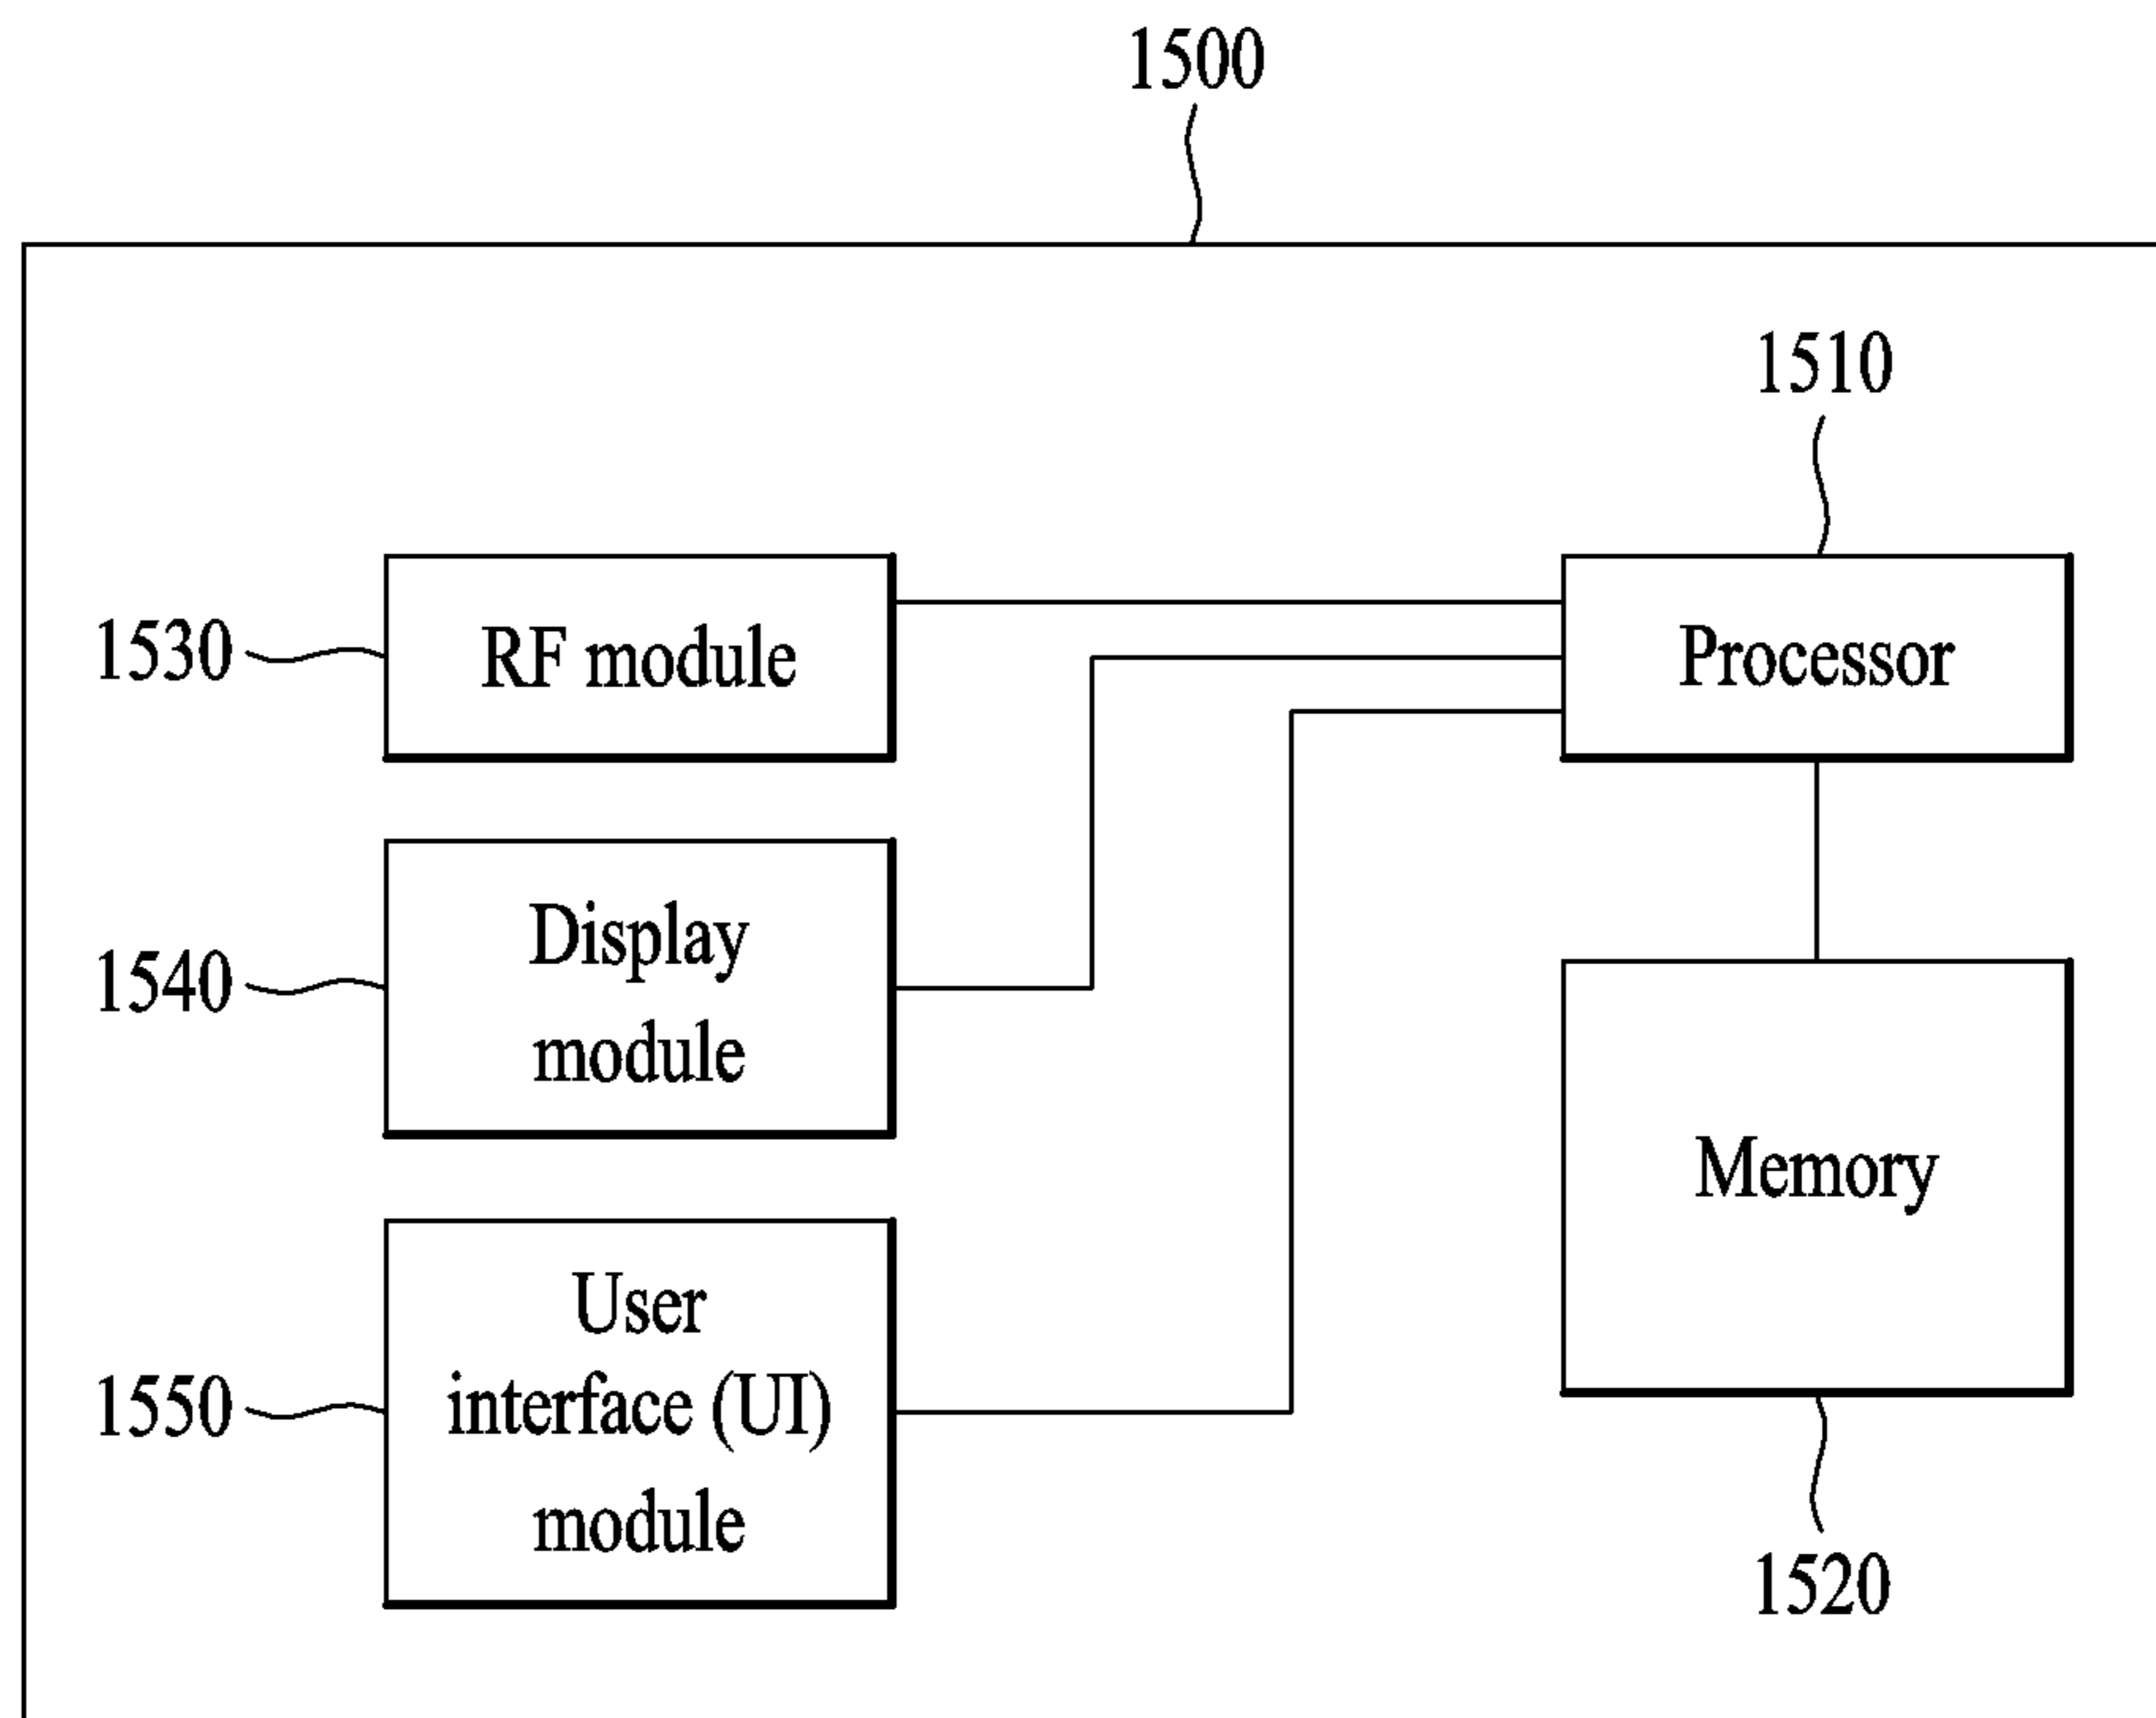 1500
1510
1530
RF module
Processor
1540
Display
module
Memory
1550
User
interface (UI)
module
1520